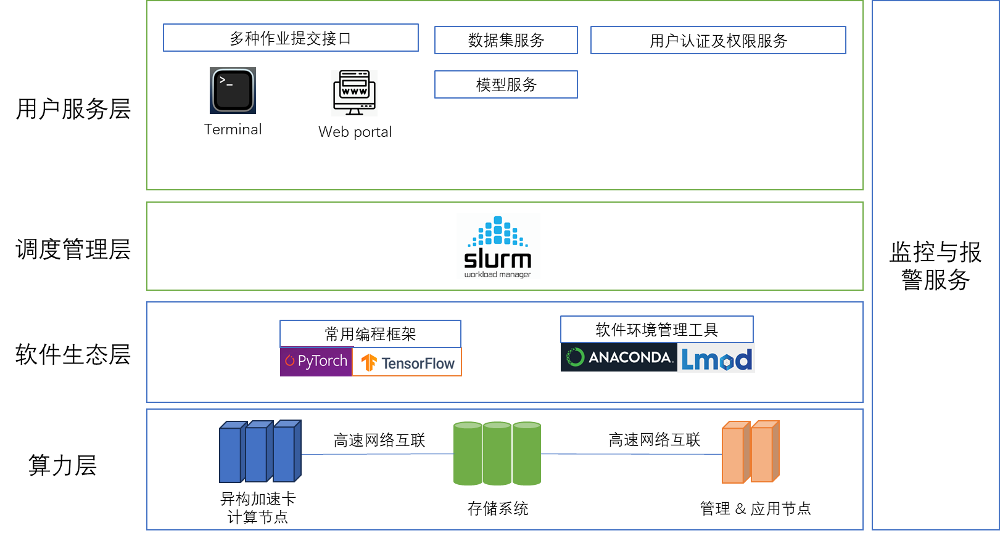 用户服务层
多种作业提交接口
数据集服务
用户认证及权限服务
模型服务
>_
WWW
Terminal
Web portal
调度管理层
slurm
workload manager
软件生态层
常用编程框架
PyTorch
TensorFlow
软件环境管理工具
ANACONDA.
Lmod
算力层
高速网络互联
高速网络互联
异构加速卡
计算节点
存储系统
管理 & 应用节点
监控与报
警服务